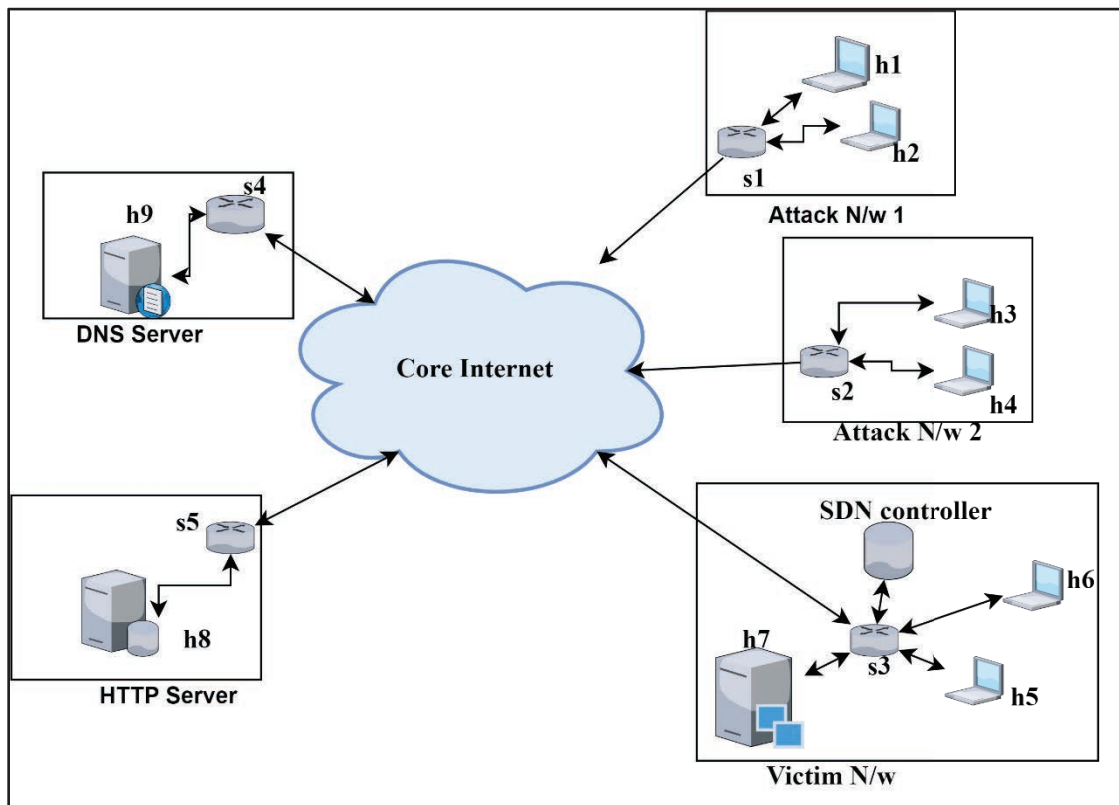 h1
h2
s1
Attack N/w 1
s4
h9
DNS Server
Core Internet
h3
s2
h4
Attack N/w 2
s5
h8
HTTP Server
SDN controller
h6
h7
s3
h5
Victim N/w